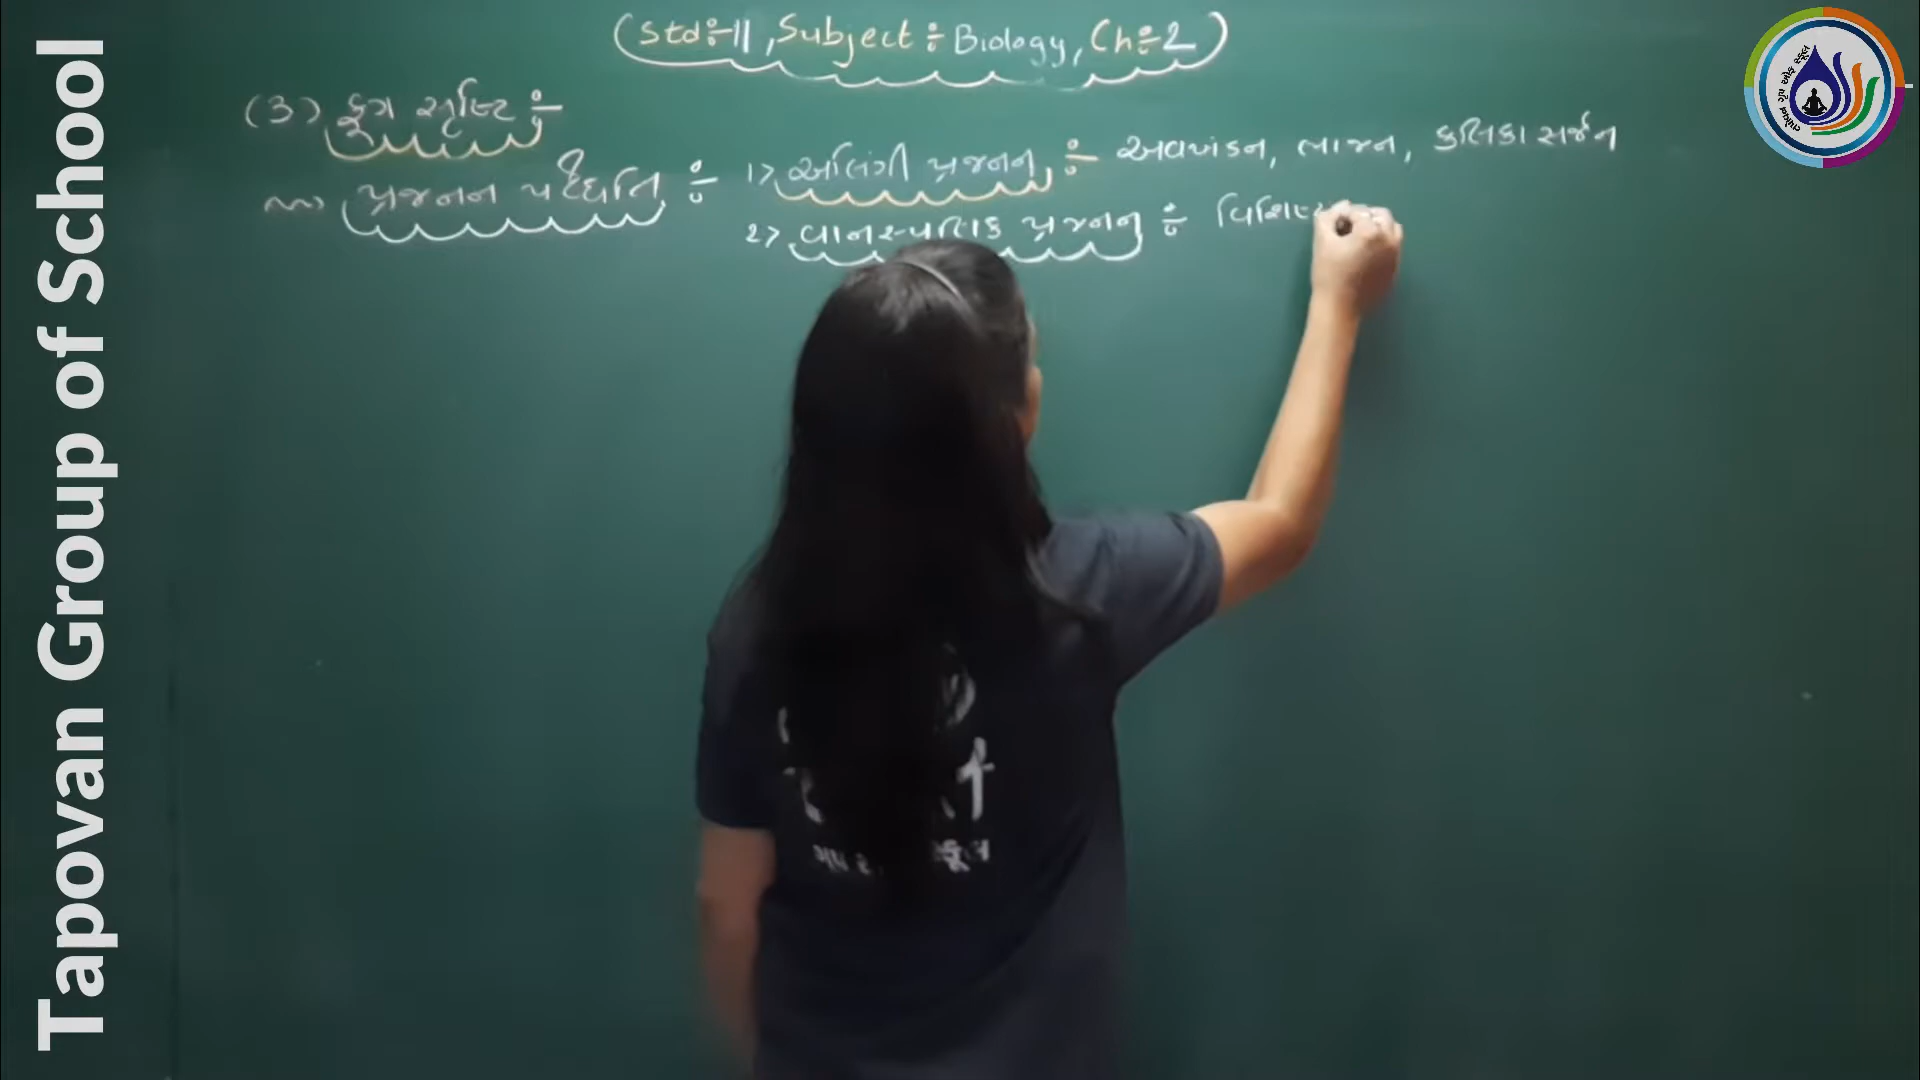 (Std:-11, Subject:- Biology, Ch:-2)
(3) ફૂગ સૃષ્ટિ :-
પ્રજનન પદ્ધતિ :-
1> અલિંગી પ્રજનન :- અવખંડન, ભાજન, કલિકા સર્જન
2> વાનસ્પતિક પ્રજનન :-
Tapovan Group of School